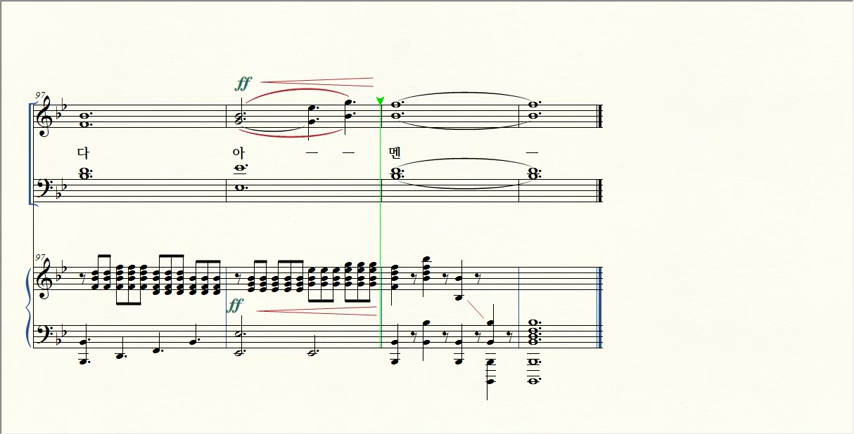 97
ff
다 아 — — 멘 —
97
ff